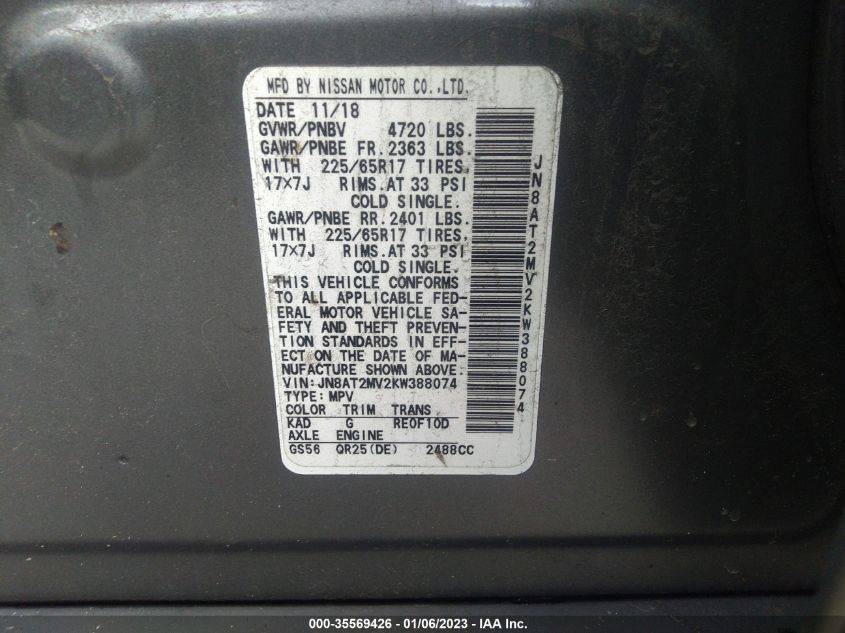 MFD BY NISSAN MOTOR CO.,LTD.
DATE 11/18
GVWR/PNBV 4720 LBS.
GAWR/PNBE FR. 2363 LBS.
WITH 225/65R17 TIRES,
17×7J RIMS.AT 33 PSI
COLD SINGLE.
GAWR/PNBE RR. 2401 LBS.
WITH 225/65R17 TIRES,
17×7J RIMS.AT 33 PSI
COLD SINGLE.
THIS VEHICLE CONFORMS
TO ALL APPLICABLE FED-
ERAL MOTOR VEHICLE SA-
FETY AND THEFT PREVEN-
TION STANDARDS IN EFF-
ECT ON THE DATE OF MA-
NUFACTURE SHOWN ABOVE.
VIN:JN8AT2MV2KW388074
TYPE:MPV
COLOR TRIM TRANS
KAD G RE0F10D
AXLE ENGINE
GS56 QR25(DE) 2488CC
JN8AT2MV2KW388074
000-35569426 - 01/06/2023 - IAA Inc.